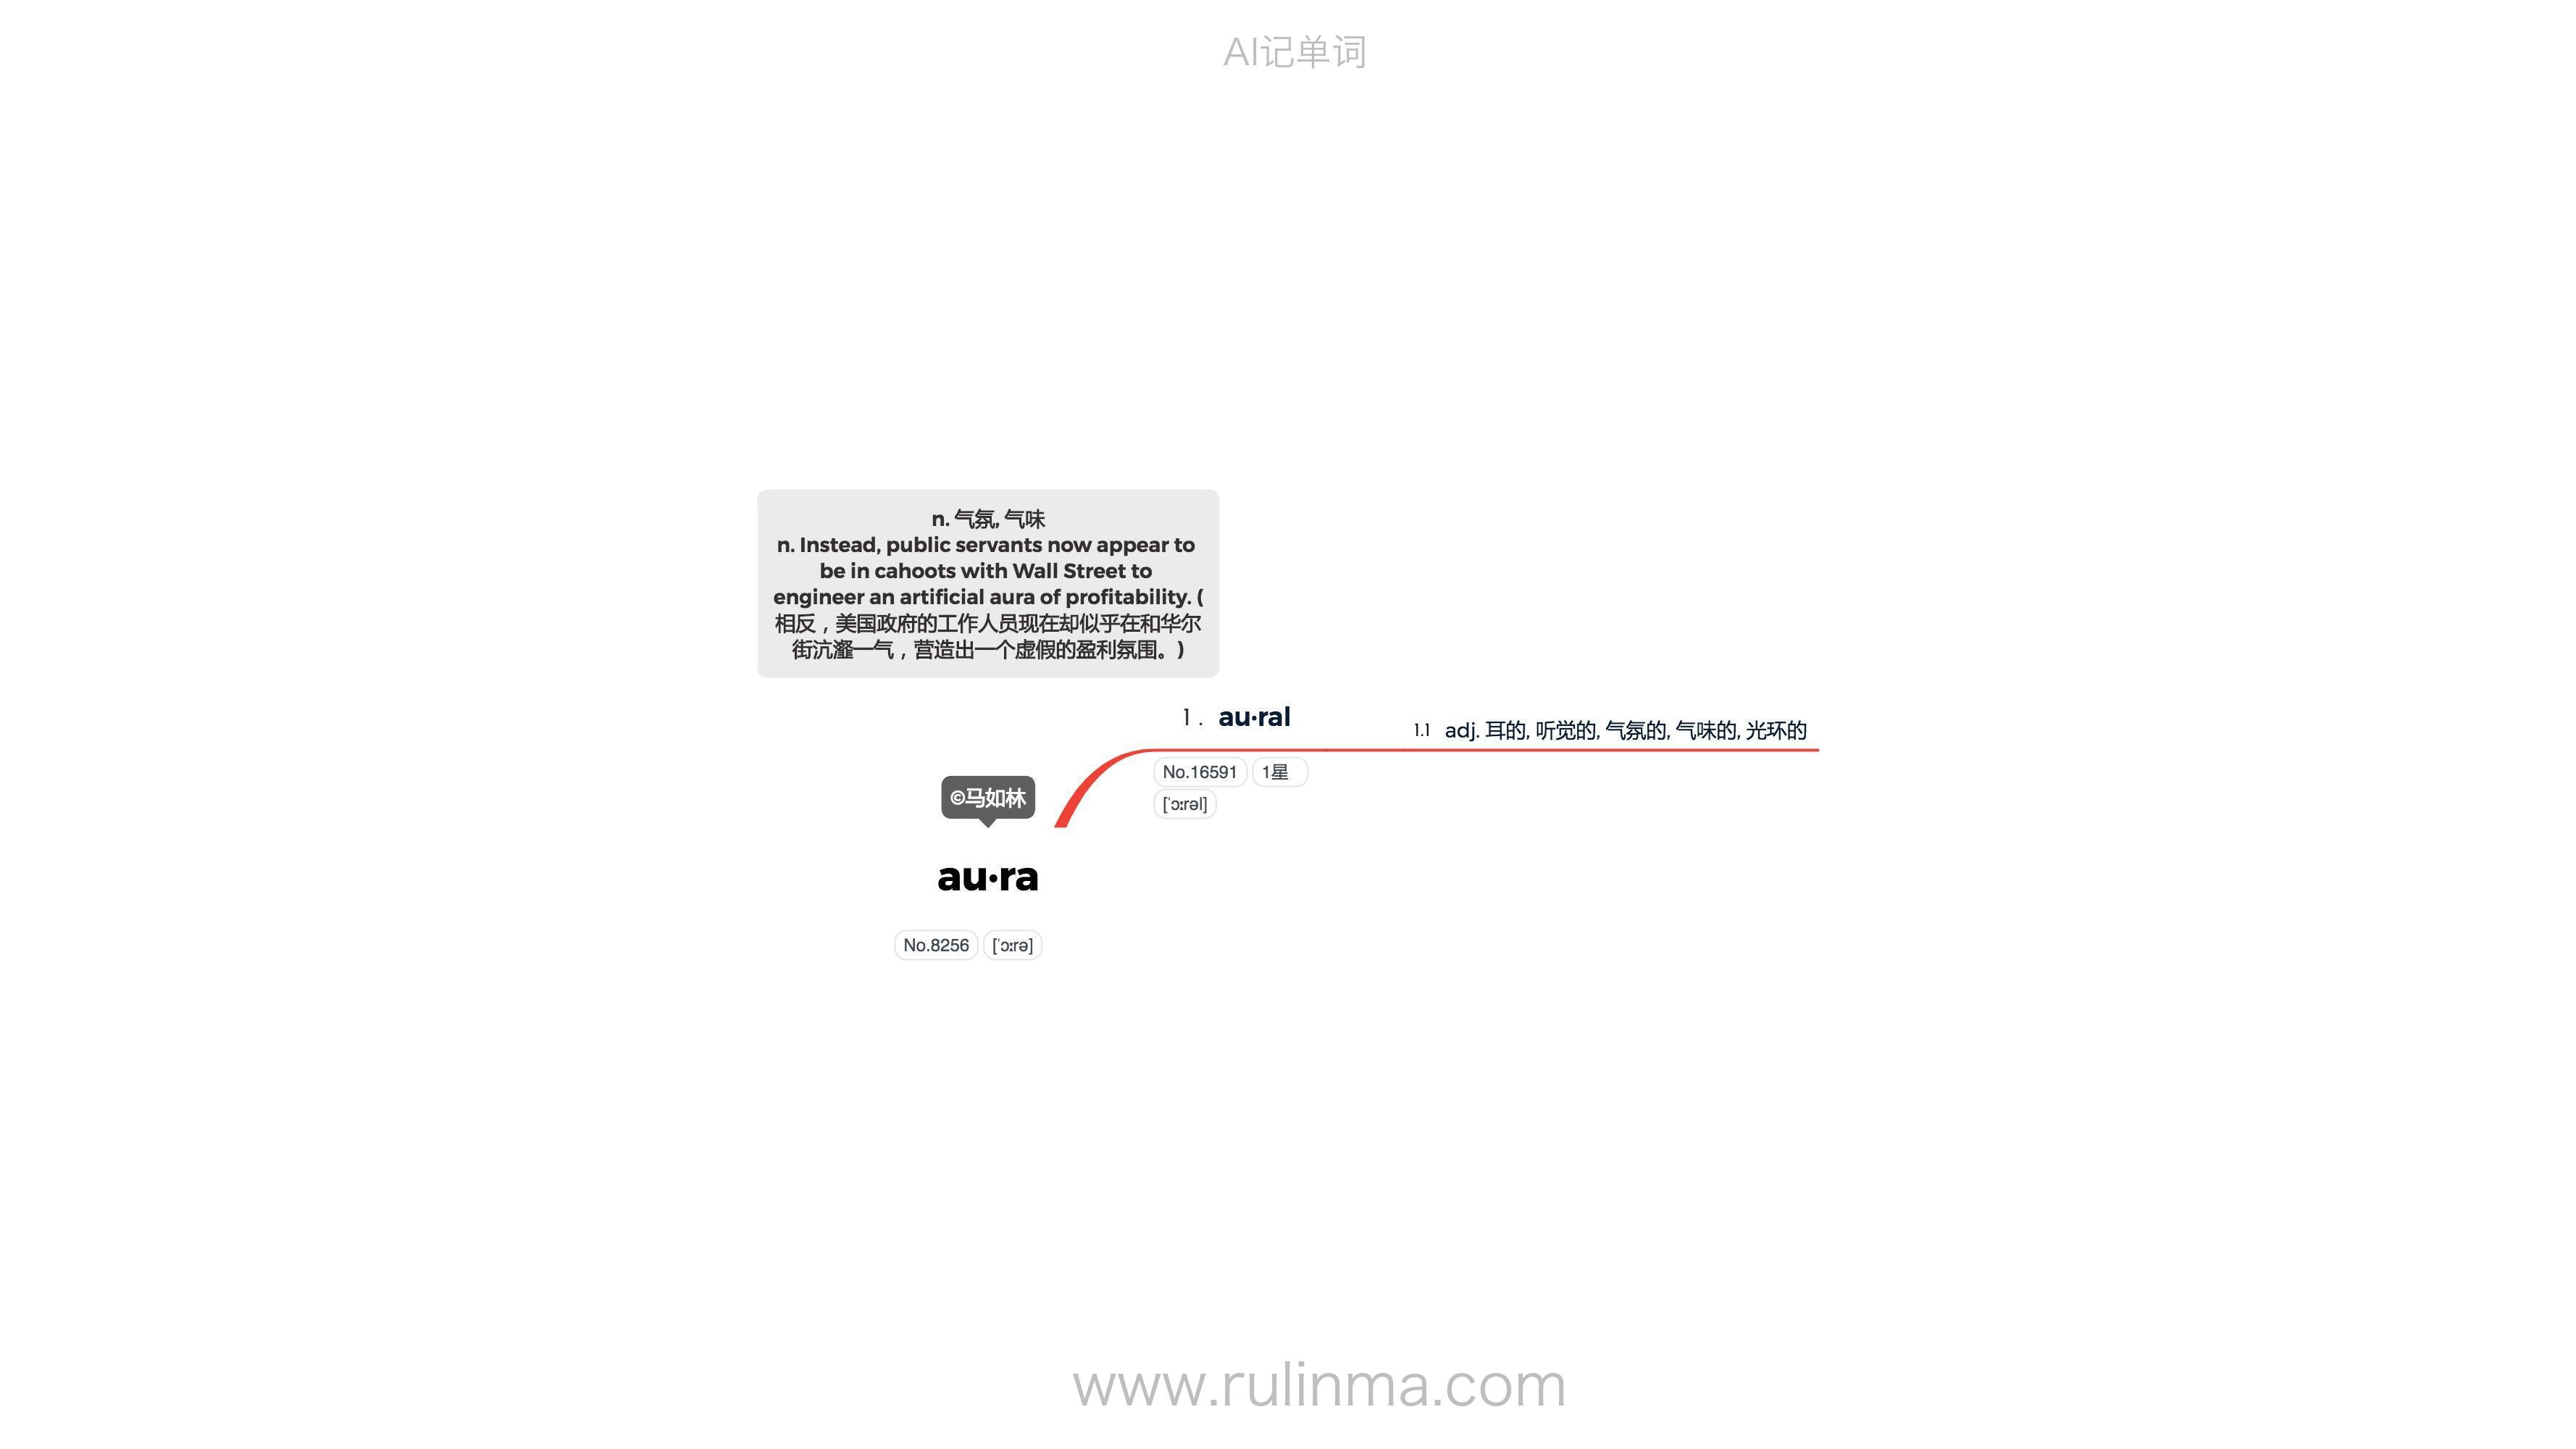 AI记单词
n. 气氛, 气味
n. Instead, public servants now appear to
be in cahoots with Wall Street to
engineer an artificial aura of profitability. (
相反，美国政府的工作人员现在却似乎在和华尔
街沆瀣一气，营造出一个虚假的盈利氛围。)
1. au·ral
1.1 adj. 耳的, 听觉的, 气氛的, 气味的, 光环的
No.16591 1星
[ˈɔːrəl]
©马如林
au·ra
No.8256 [ˈɔːrə]
www.rulinma.com